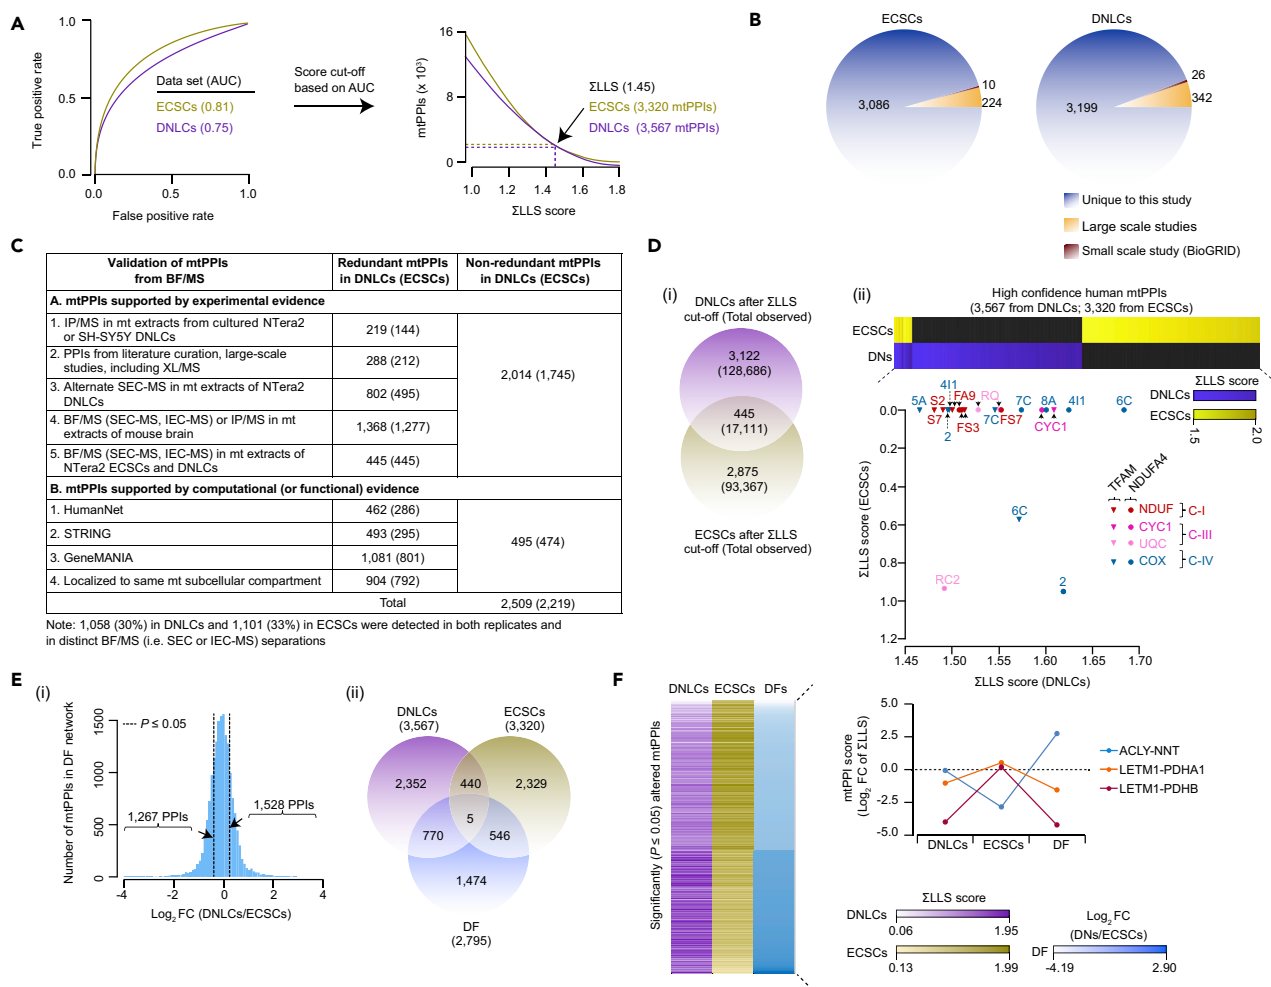 A
True positive rate
1.0
0.5
0.0
0.0
0.5
1.0
False positive rate
Data set (AUC)
ECSCs (0.81)
DNLCs (0.75)
Score cut-off
based on AUC
mtPPIs (x 10³)
16
8
0
1.0
1.2
1.4
1.6
1.8
ΣLLS score
ΣLLS (1.45)
ECSCs (3,320 mtPPIs)
DNLCs (3,567 mtPPIs)
B
ECSCs
3,086
10
224
DNLCs
3,199
26
342
Unique to this study
Large scale studies
Small scale study (BioGRID)
C
Validation of mtPPIs
from BF/MS
Redundant mtPPIs
in DNLCs (ECSCs)
Non-redundant mtPPIs
in DNLCs (ECSCs)
A. mtPPIs supported by experimental evidence
1. IP/MS in mt extracts from cultured NTera2
or SH-SY5Y DNLCs
219 (144)
2. PPIs from literature curation, large-scale
studies, including XL/MS
288 (212)
3. Alternate SEC-MS in mt extracts of NTera2
DNLCs
802 (495)
4. BF/MS (SEC-MS, IEC-MS) or IP/MS in mt
extracts of mouse brain
1,368 (1,277)
5. BF/MS (SEC-MS, IEC-MS) in mt extracts of
NTera2 ECSCs and DNLCs
445 (445)
2,014 (1,745)
B. mtPPIs supported by computational (or functional) evidence
1. HumanNet
462 (286)
2. STRING
493 (295)
3. GeneMANIA
1,081 (801)
4. Localized to same mt subcellular compartment
904 (792)
495 (474)
Total
2,509 (2,219)
Note: 1,058 (30%) in DNLCs and 1,101 (33%) in ECSCs were detected in both replicates and
in distinct BF/MS (i.e. SEC or IEC-MS) separations
D
(i)
DNLCs after ΣLLS
cut-off (Total observed)
3,122
(128,686)
445
(17,111)
2,875
(93,367)
ECSCs after ΣLLS
cut-off (Total observed)
(ii)
High confidence human mtPPIs
(3,567 from DNLCs; 3,320 from ECSCs)
ECSCs
DNs
ΣLLS score
DNLCs
ECSCs
1.5
2.0
4I1
5A
S2
FA9
RQ
7C
8A
4I1
6C
S7
2
FS3
7C
FS7
CYC1
6C
RC2
2
ΣLLS score (ECSCs)
0.0
0.2
0.4
0.6
0.8
1.0
1.2
1.45
1.50
1.55
1.60
1.65
1.70
ΣLLS score (DNLCs)
TFAM
NDUFA4
NDUF
C-I
CYC1
UQC
C-III
COX
C-IV
E
(i)
Number of mtPPIs in DF network
1500
1000
500
0
P ≤ 0.05
1,267 PPIs
1,528 PPIs
-4
-2
0
2
4
Log₂ FC (DNLCs/ECSCs)
(ii)
DNLCs
(3,567)
ECSCs
(3,320)
2,352
440
2,329
5
770
546
1,474
DF
(2,795)
F
DNLCs
ECSCs
DFs
Significantly (P ≤ 0.05) altered mtPPIs
mtPPI score
(Log₂ FC of ΣLLS)
5.0
2.5
0.0
-2.5
-5.0
DNLCs
ECSCs
DF
ACLY-NNT
LETM1-PDHA1
LETM1-PDHB
ΣLLS score
DNLCs
0.06
1.95
ECSCs
0.13
1.99
Log₂ FC
(DNs/ECSCs)
DF
-4.19
2.90